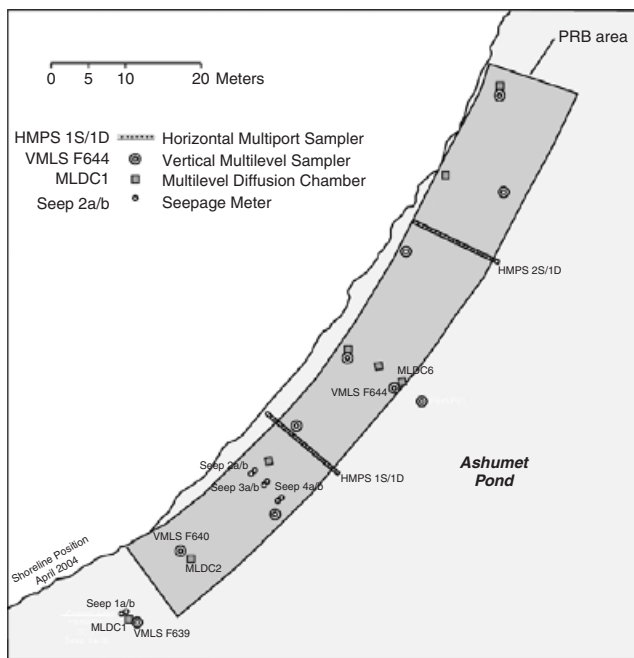 PRB area
0 5 10 20 Meters
HMPS 1S/1D Horizontal Multiport Sampler
VMLS F644 Vertical Multilevel Sampler
MLDC1 Multilevel Diffusion Chamber
Seep 2a/b Seepage Meter
HMPS 2S/1D
MLDC6
VMLS F644
Seep 2a/b
HMPS 1S/1D
Ashumet
Pond
Seep 3a/b
Seep 4a/b
VMLS F640
MLDC2
Shoreline Position
April 2004
Seep 1a/b
MLDC1
VMLS F639